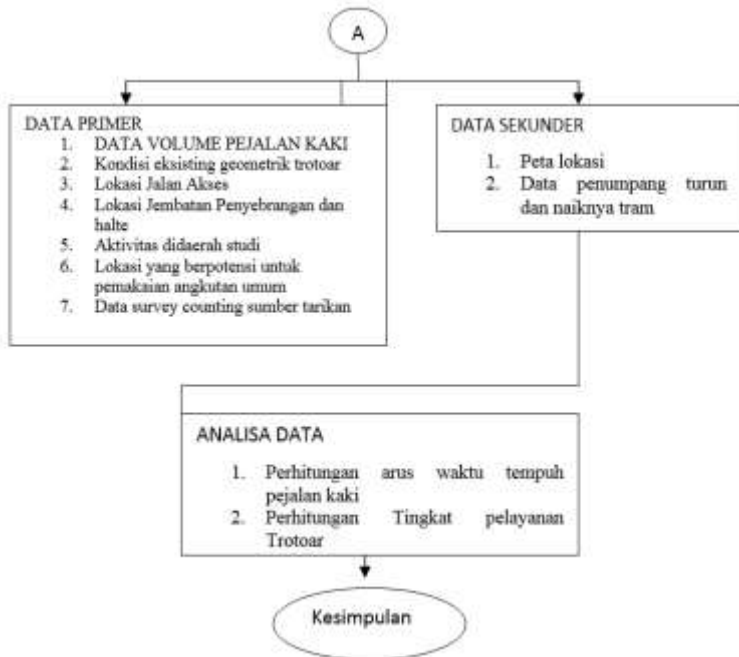 A
DATA PRIMER
1. DATA VOLUME PEJALAN KAKI
2. Kondisi eksisting geometrik trotoar
3. Lokasi Jalan Akses
4. Lokasi Jembatan Penyebrangan dan
halte
5. Aktivitas didaerah studi
6. Lokasi yang berpotensi untuk
pemakaian angkutan umum
7. Data survey counting sumber tarikan
DATA SEKUNDER
1. Peta lokasi
2. Data penumpang turun
dan naiknya tram
ANALISA DATA
1. Perhitungan arus waktu tempuh
pejalan kaki
2. Perhitungan Tingkat pelayanan
Trotoar
Kesimpulan